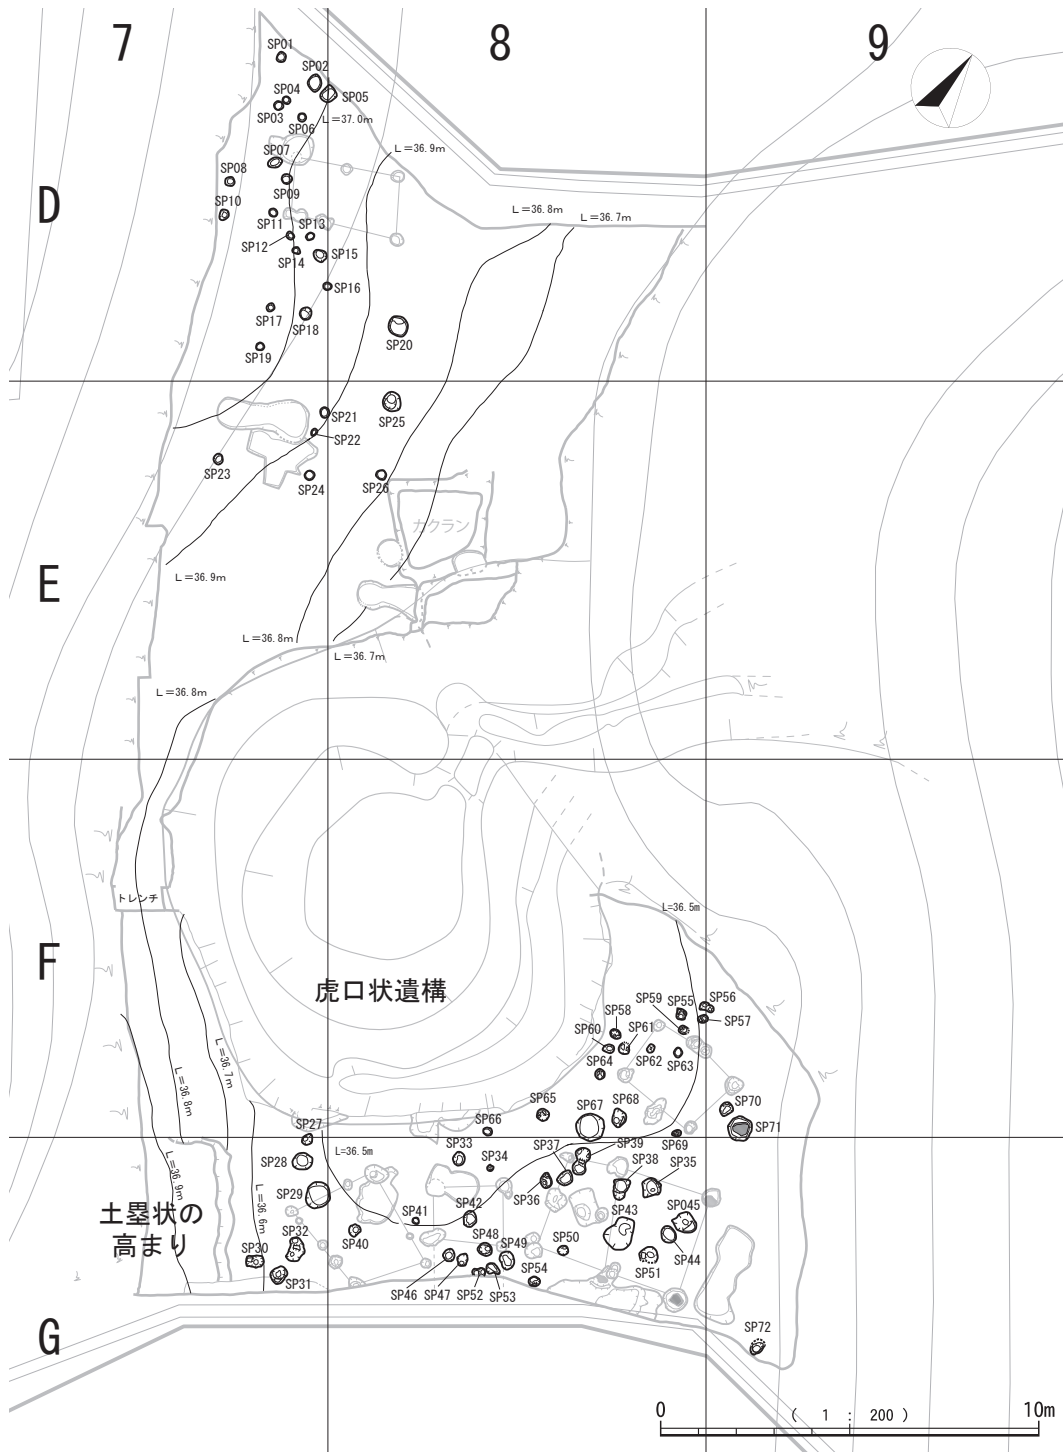 7
8
9
SP01
SP02
SP04
SP05
SP03
SP06
L=37.0m
L=36.9m
SP07
SP08
SP09
D
SP10
SP11
SP13
L=36.8m
L=36.7m
SP12
SP14
SP15
SP16
SP17
SP18
SP20
SP19
SP21
SP25
SP22
SP23
SP24
SP26
カクラン
L=36.9m
E
L=36.8m
L=36.7m
L=36.8m
トレンチ
L=36.5m
F
虎口状遺構
SP59
SP55
SP56
SP58
SP57
SP60
SP61
SP64
SP62
SP63
L=36.7m
L=36.8m
SP65
SP67
SP68
SP70
SP66
SP71
SP27
SP69
L=36.5m
SP33
SP34
SP37
SP39
SP38
SP35
SP28
L=36.9m
SP36
SP29
SP42
土塁状の
高まり
L=36.6m
SP41
SP43
SP045
SP32
SP40
SP48
SP49
SP50
SP44
SP30
SP51
SP31
SP54
SP46
SP47
SP52
SP53
G
SP72
0
( 1 : 200 )
10m